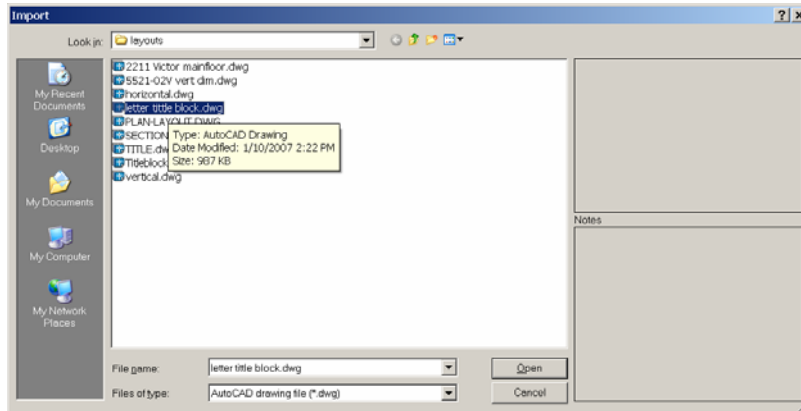 Import
? x
Look in: layouts
2211 Victor mainfloor.dwg
5521-02V vert dim.dwg
horizontal.dwg
letter tittle block.dwg
PLAN-LAYOUT.DWG
SECTION
TITLE.dw
Titleblock
vertical.dwg
Type: AutoCAD Drawing
Date Modified: 1/10/2007 2:22 PM
Size: 987 KB
My Recent
Documents
Desktop
My Documents
My Computer
My Network
Places
Notes
File name: letter tittle block.dwg
Open
Files of type: AutoCAD drawing file (*.dwg)
Cancel